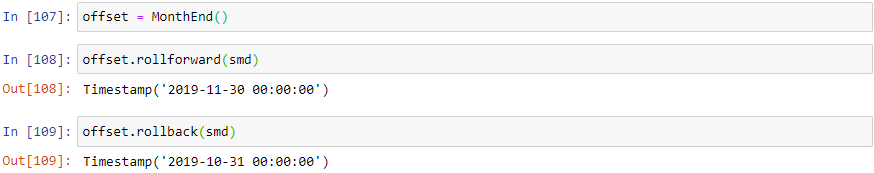 In [107]: offset = MonthEnd()
In [108]: offset.rollforward(smd)
Out[108]: Timestamp('2019-11-30 00:00:00')
In [109]: offset.rollback(smd)
Out[109]: Timestamp('2019-10-31 00:00:00')